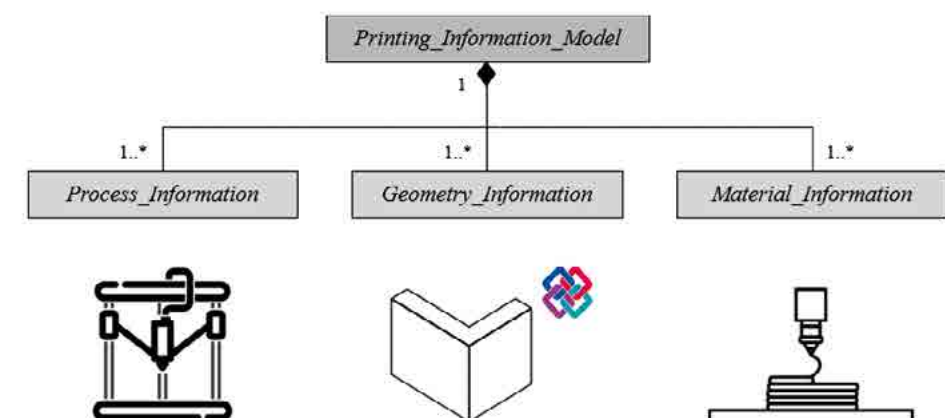 Printing_Information_Model
1
1..* 1..* 1..*
Process_Information Geometry_Information Material_Information